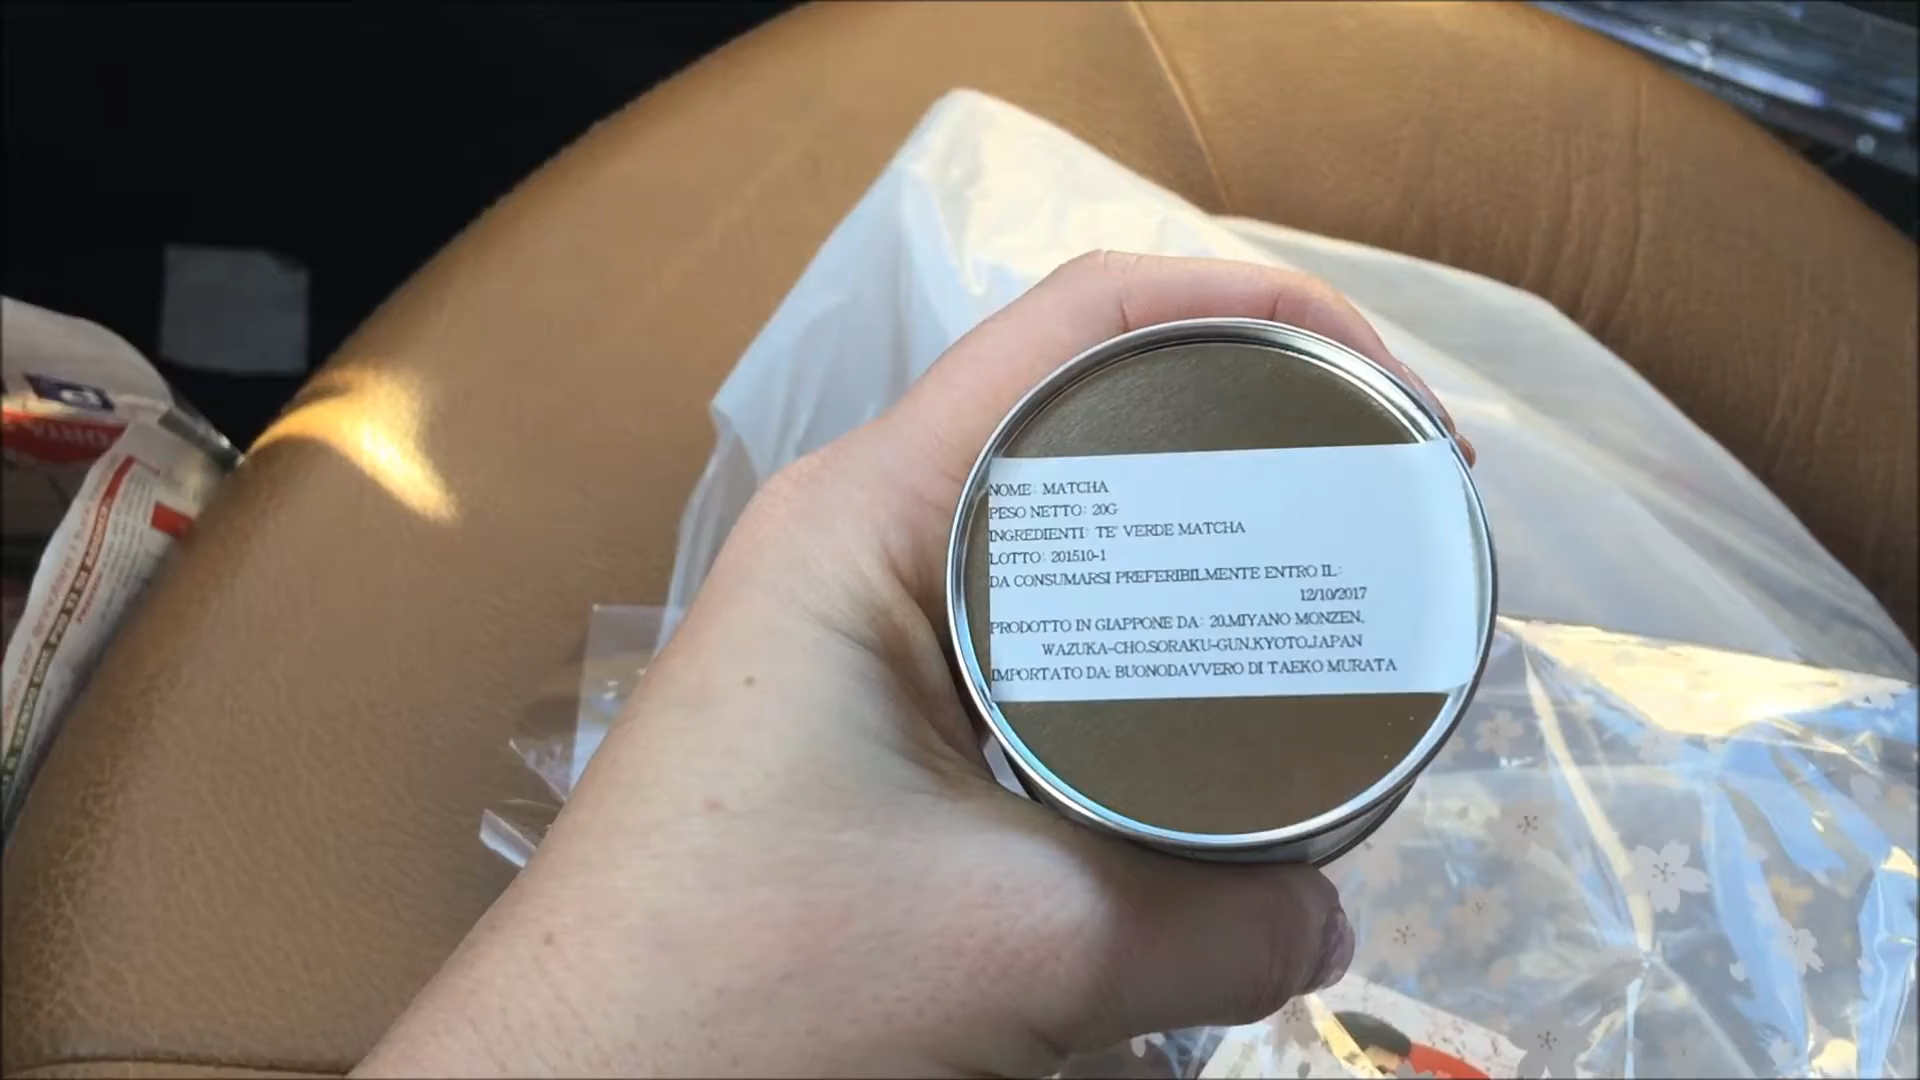 NOME: MATCHA
PESO NETTO: 20G
INGREDIENTI: TE' VERDE MATCHA
LOTTO: 201510-1
DA CONSUMARSI PREFERIBILMENTE ENTRO IL:
12/10/2017
PRODOTTO IN GIAPPONE DA: 20,MIYANO MONZEN,
WAZUKA-CHO,SORAKU-GUN,KYOTO,JAPAN
IMPORTATO DA: BUONODAVVERO DI TAEKO MURATA